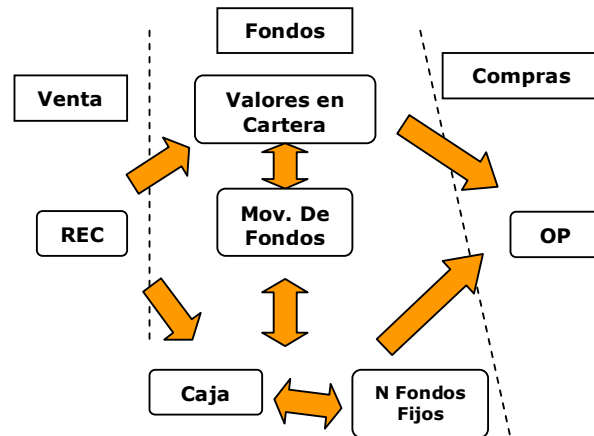 Fondos
Venta
Compras
Valores en
Cartera
REC
Mov. De
Fondos
OP
Caja
N Fondos
Fijos